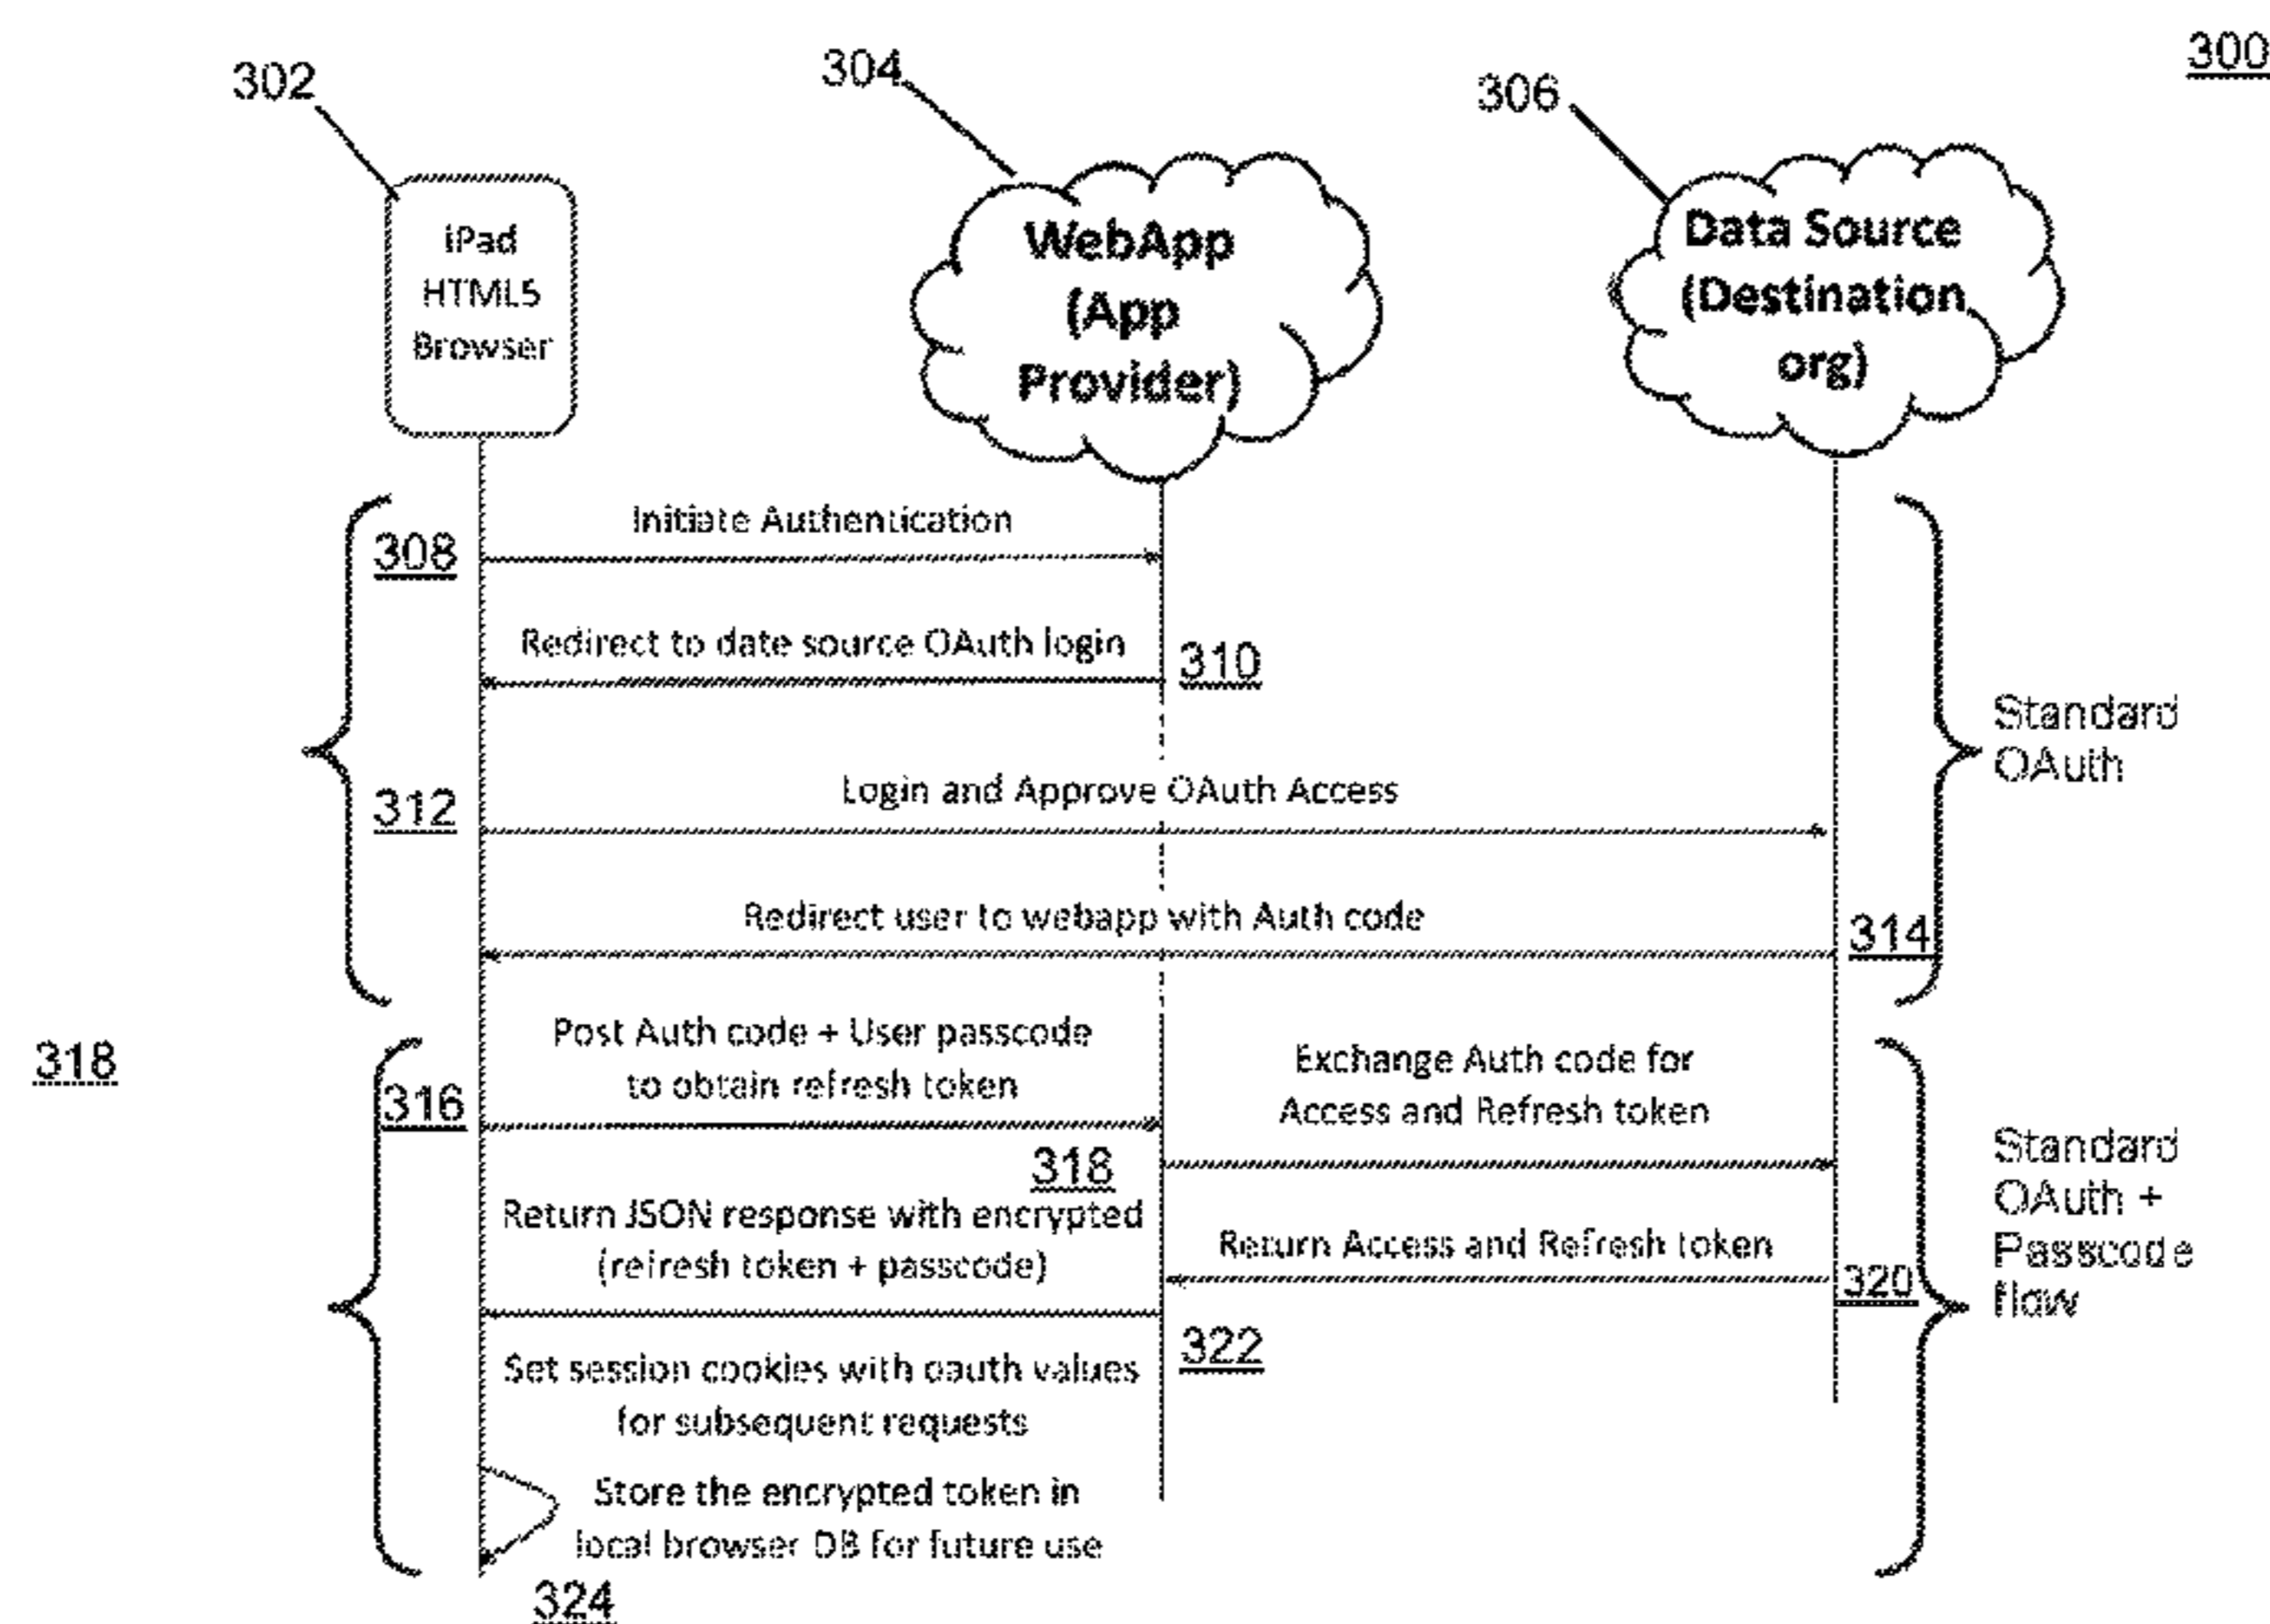 300
302
304
306
iPad
HTML5
Browser
WebApp
(App
Provider)
Data Source
(Destination
org)
Initiate Authentication
308
Redirect to date source OAuth login
310
Standard
OAuth
Login and Approve OAuth Access
312
Redirect user to webapp with Auth code
314
Post Auth code + User passcode
to obtain refresh token
318
316
Exchange Auth code for
Access and Refresh token
318
Return JSON response with encrypted
(refresh token + passcode)
Return Access and Refresh token
320
Standard
OAuth +
Passcode
flow
322
Set session cookies with oauth values
for subsequent requests
Store the encrypted token in
local browser DB for future use
324